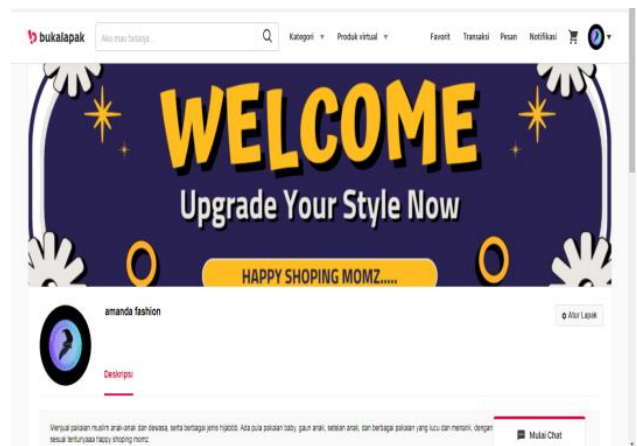 bukalapak Aku mau belanja... Kategori Produk virtual Favorit Transaksi Pesan Notifikasi
WELCOME
Upgrade Your Style Now
HAPPY SHOPING MOMZ.....
amanda fashion
Atur Lapak
Deskripsi
Menjual pakaian muslim anak-anak dan dewasa, serta berbagai jenis hijabbb. Ada pula pakaian baby, gaun anak, setelan anak, dan berbagai pakaian yang lucu dan menarik, dengan
sesuai tentunyaaa happy shoping momz
Mulai Chat